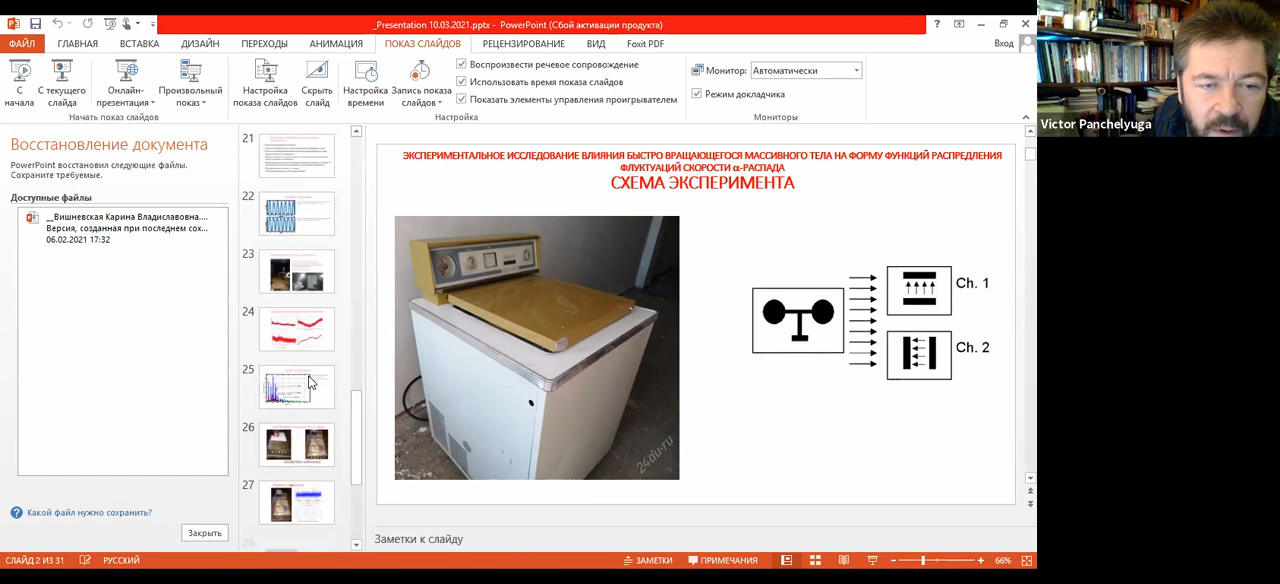 _Presentation 10.03.2021.pptx - PowerPoint (Сбой активации продукта)
ФАЙЛ
ГЛАВНАЯ
ВСТАВКА
ДИЗАЙН
ПЕРЕХОДЫ
АНИМАЦИЯ
ПОКАЗ СЛАЙДОВ
РЕЦЕНЗИРОВАНИЕ
ВИД
Foxit PDF
Вход
С начала
С текущего слайда
Онлайн-презентация
Произвольный показ
Начать показ слайдов
Настройка показа слайдов
Скрыть слайд
Настройка времени
Запись показа слайдов
Воспроизвести речевое сопровождение
Использовать время показа слайдов
Показать элементы управления проигрывателем
Настройка
Монитор:
Автоматически
Режим докладчика
Мониторы
Victor Panchelyuga
Восстановление документа
PowerPoint восстановил следующие файлы.
Сохраните требуемые.
Доступные файлы
__Вишневская Карина Владиславовна....
Версия, созданная при последнем сох...
06.02.2021 17:32
Какой файл нужно сохранить?
Закрыть
21
22
23
24
25
26
27
28
ЭКСПЕРИМЕНТАЛЬНОЕ ИССЛЕДОВАНИЕ ВЛИЯНИЯ БЫСТРО ВРАЩАЮЩЕГОСЯ МАССИВНОГО ТЕЛА НА ФОРМУ ФУНКЦИЙ РАСПРЕДЛЕНИЯ
ФЛУКТУАЦИЙ СКОРОСТИ α-РАСПАДА
СХЕМА ЭКСПЕРИМЕНТА
Ch. 1
Ch. 2
24au.ru
Заметки к слайду
СЛАЙД 2 ИЗ 31
РУССКИЙ
ЗАМЕТКИ
ПРИМЕЧАНИЯ
66%